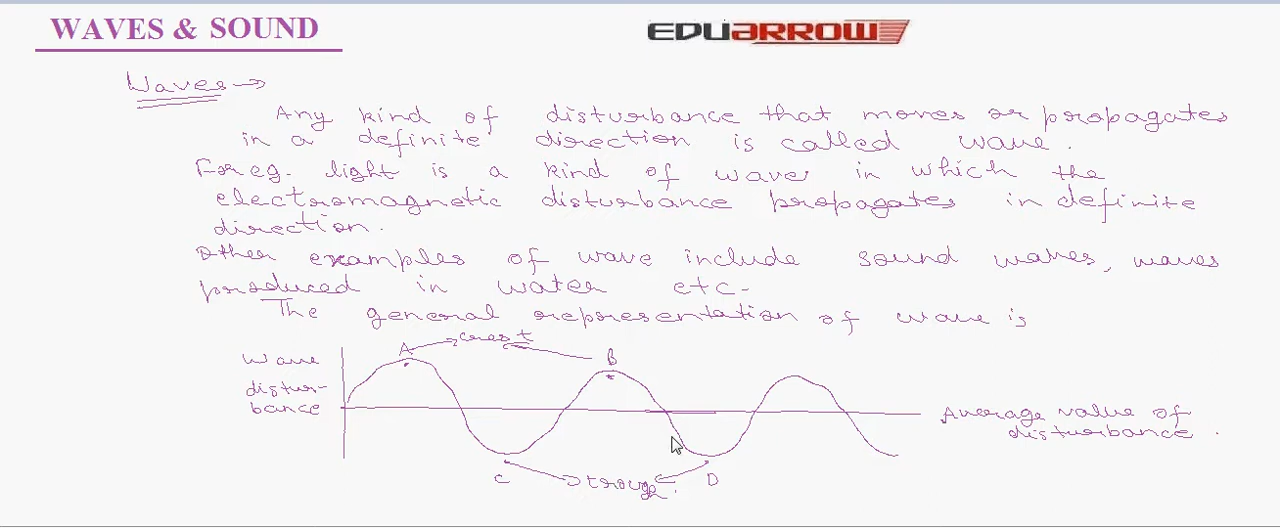 WAVES & SOUND
EDUARROW
Waves →
Any kind of disturbance that moves or propagates
in a definite direction is called wave.
For eg. light is a kind of waves in which the
electromagnetic disturbance propagates in definite
direction.
Other examples of wave include sound waves, waves
produced in water etc-
The general representation of wave is
A crest B
Wave
distur-
bance
Average value of
disturbance.
C trough. D